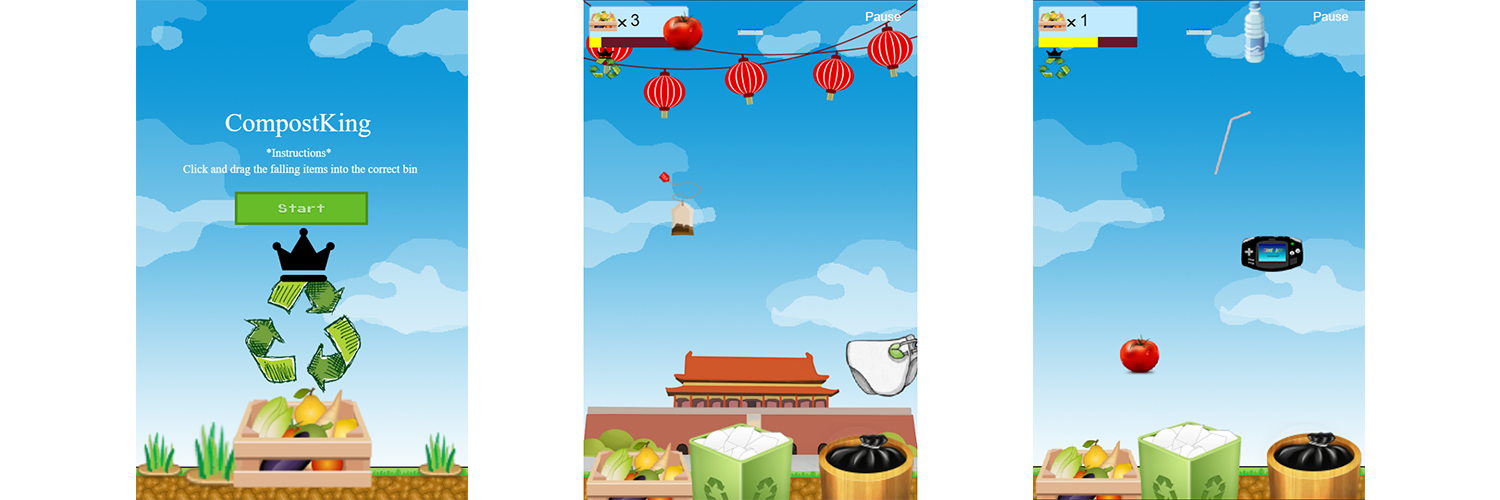 CompostKing
*Instructions*
Click and drag the falling items into the correct bin
Start
× 3
Pause
× 1
Pause